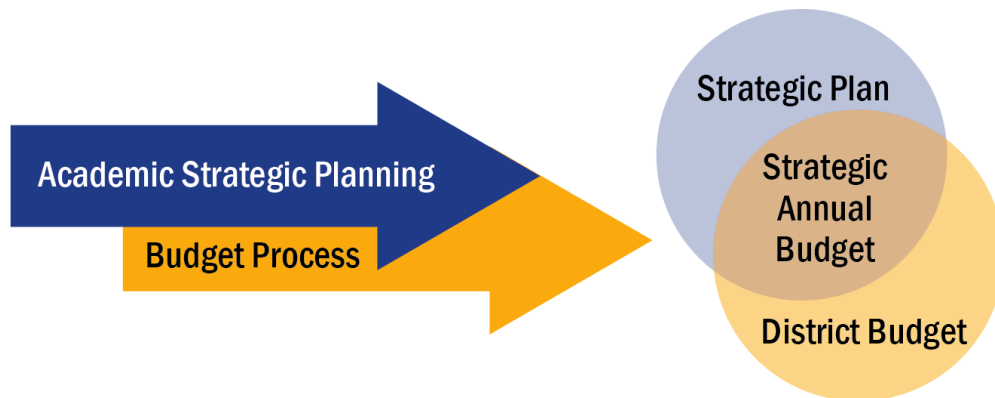 Academic Strategic Planning
Budget Process
Strategic Plan
Strategic
Annual
Budget
District Budget